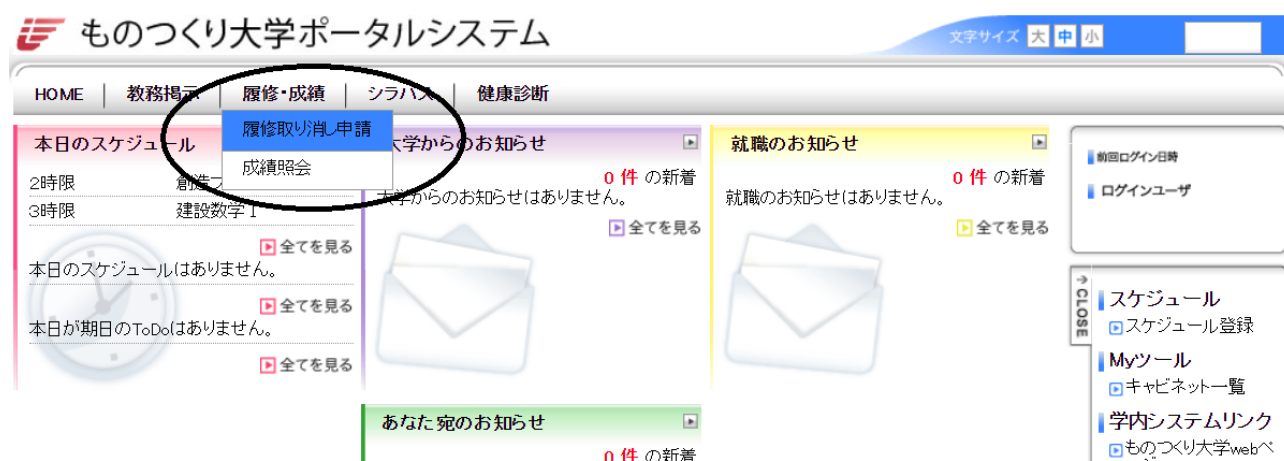 ものつくり大学ポータルシステム
文字サイズ 大 中 小
HOME 教務掲示 履修・成績 シラバス 健康診断
履修取り消し申請
成績照会
本日のスケジュール
2時限 創造
3時限 建設数学Ⅰ
全てを見る
本日のスケジュールはありません。
全てを見る
本日が期日のToDoはありません。
全てを見る
大学からのお知らせ
0 件 の新着
大学からのお知らせはありません。
全てを見る
就職のお知らせ
0 件 の新着
就職のお知らせはありません。
全てを見る
あなた宛のお知らせ
0 件 の新着
前回ログイン日時
ログインユーザ
CLOSE
スケジュール
スケジュール登録
Myツール
キャビネット一覧
学内システムリンク
ものつくり大学webペ